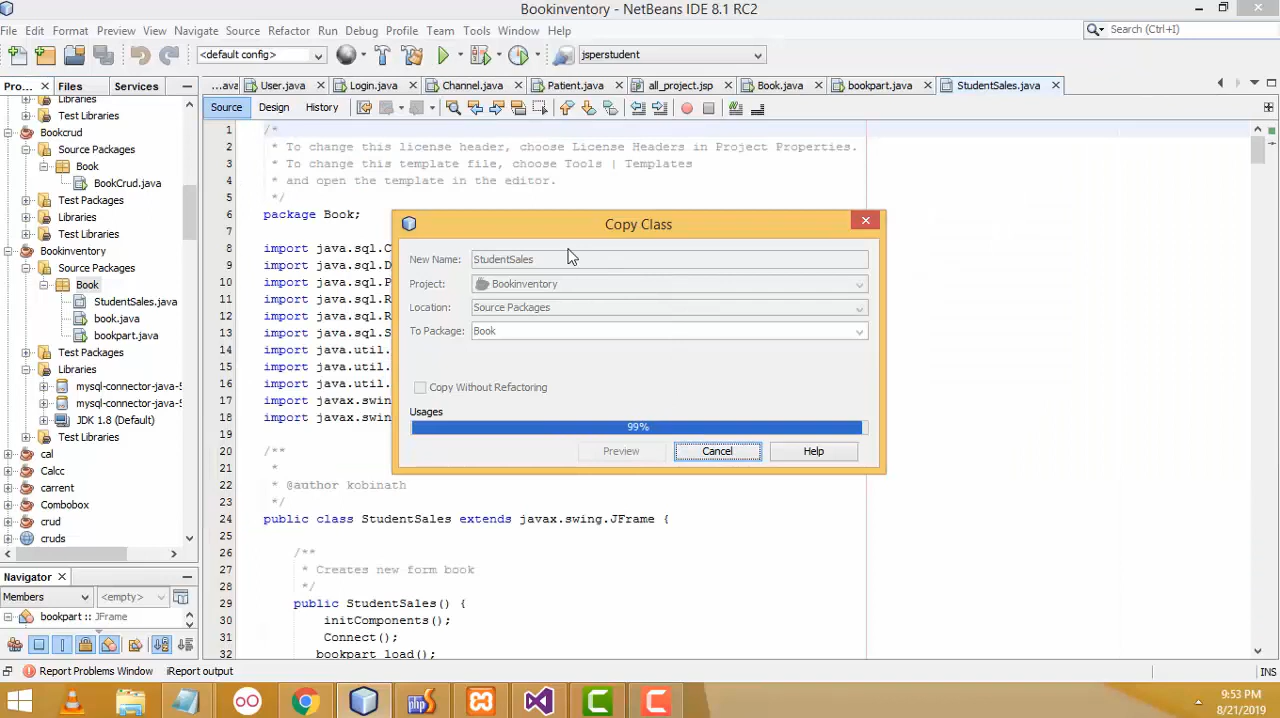 Bookinventory - NetBeans IDE 8.1 RC2
File Edit Format View Navigate Source Refactor Run Debug Profile Team Tools Window Help
Search (Ctrl+I)
<default config>
jsperstudent
Pro... Files Services
...ava User.java Login.java Channel.java Patient.java all_project.jsp Book.java bookpart.java StudentSales.java
Source Design History
Libraries
Test Libraries
Bookcrud
Source Packages
Book
BookCrud.java
Test Packages
Libraries
Test Libraries
Bookinventory
Source Packages
Book
StudentSales.java
book.java
bookpart.java
Test Packages
Libraries
mysql-connector-java-5
mysql-connector-java-5
JDK 1.8 (Default)
Test Libraries
cal
Calcc
carrent
Combobox
crud
cruds
Navigator
Members <empty>
bookpart :: JFrame
1 /*
2 * To change this license header, choose License Headers in Project Properties.
3 * To change this template file, choose Tools | Templates
4 * and open the template in the editor.
5 */
6 package Book;
7
8 import java.sql.C
9 import java.sql.D
10 import java.sql.P
11 import java.sql.R
12 import java.sql.R
13 import java.sql.S
14 import java.util.
15 import java.util.
16 import java.util.
17 import javax.swin
18 import javax.swin
19
20 /**
21 *
22 * @author kobinath
23 */
24 public class StudentSales extends javax.swing.JFrame {
25
26 /**
27 * Creates new form book
28 */
29 public StudentSales() {
30 initComponents();
31 Connect();
32 bookpart_load();
Copy Class
New Name: StudentSales
Project: Bookinventory
Location: Source Packages
To Package: Book
Copy Without Refactoring
Usages
99%
Preview Cancel Help
Report Problems Window iReport output
INS
php
9:53 PM
8/21/2019